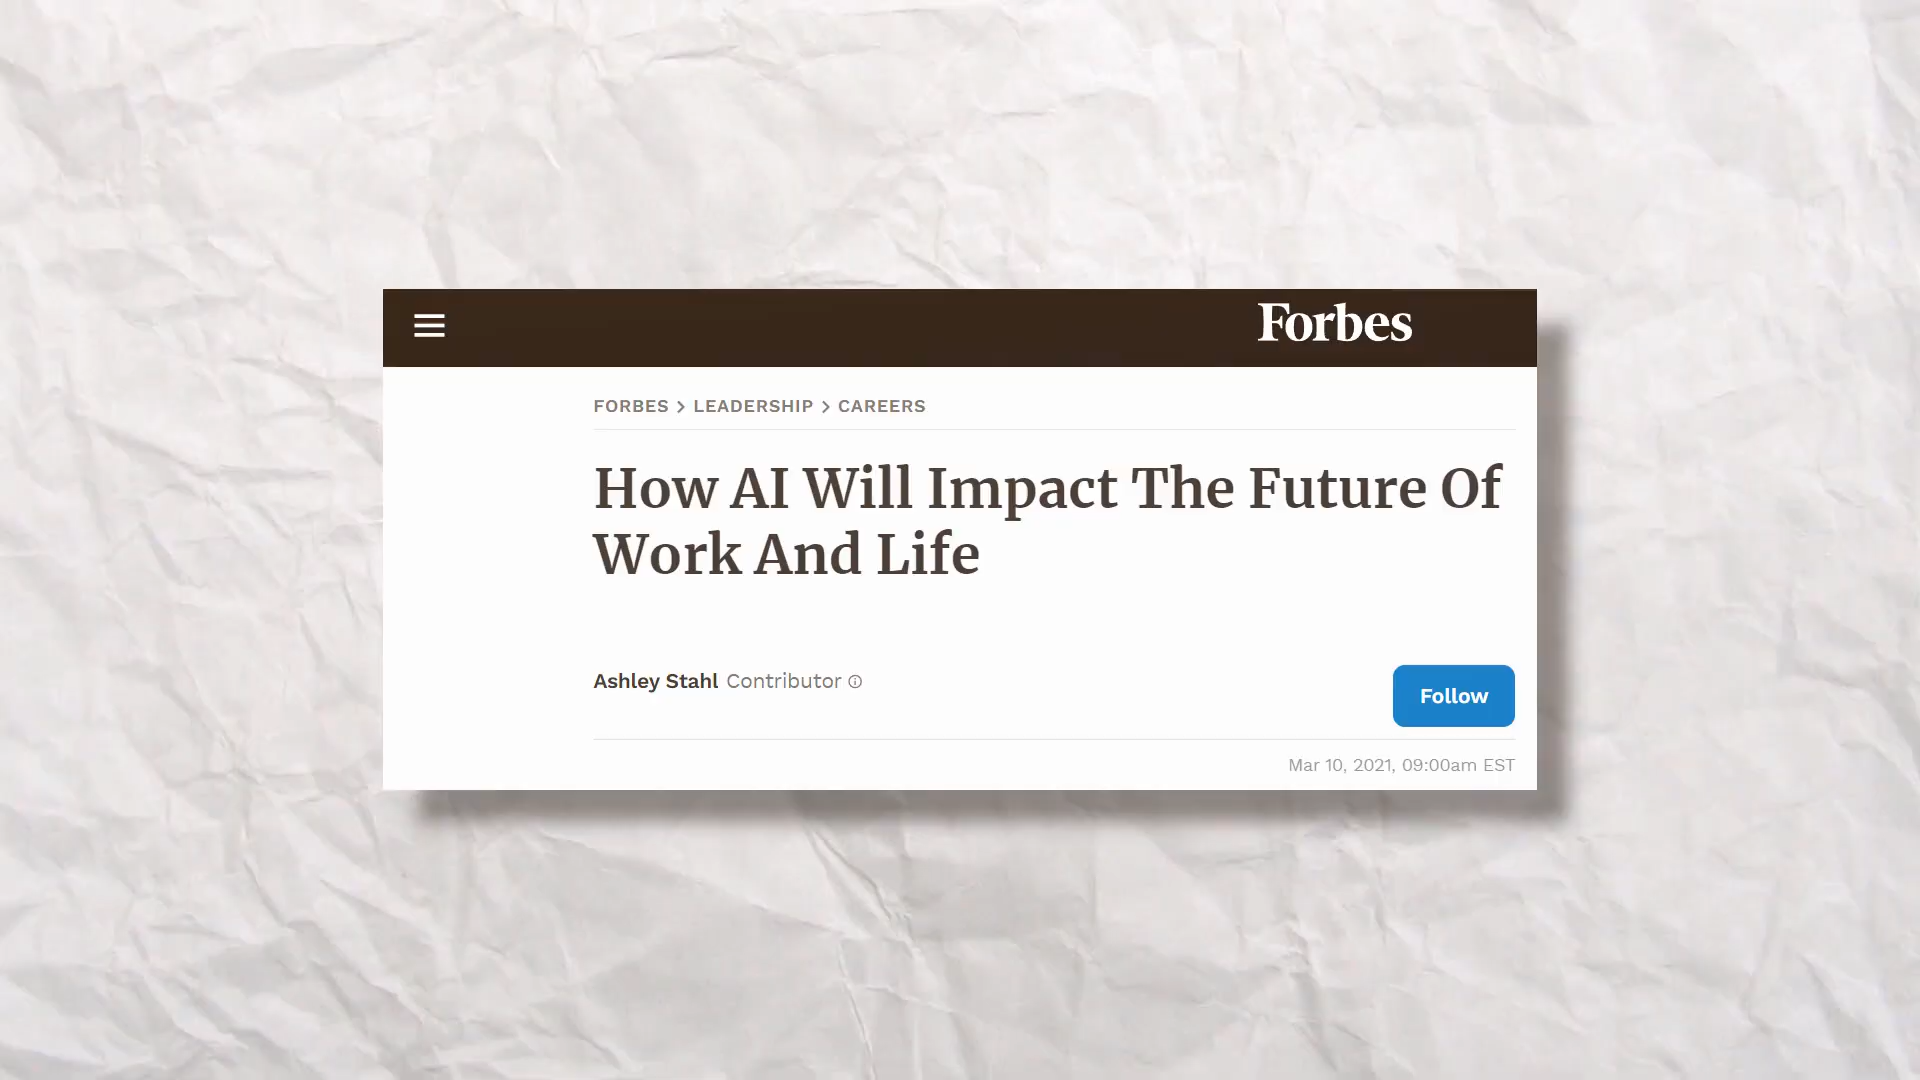 Forbes
FORBES > LEADERSHIP > CAREERS
How AI Will Impact The Future Of
Work And Life
Ashley Stahl Contributor
Follow
Mar 10, 2021, 09:00am EST